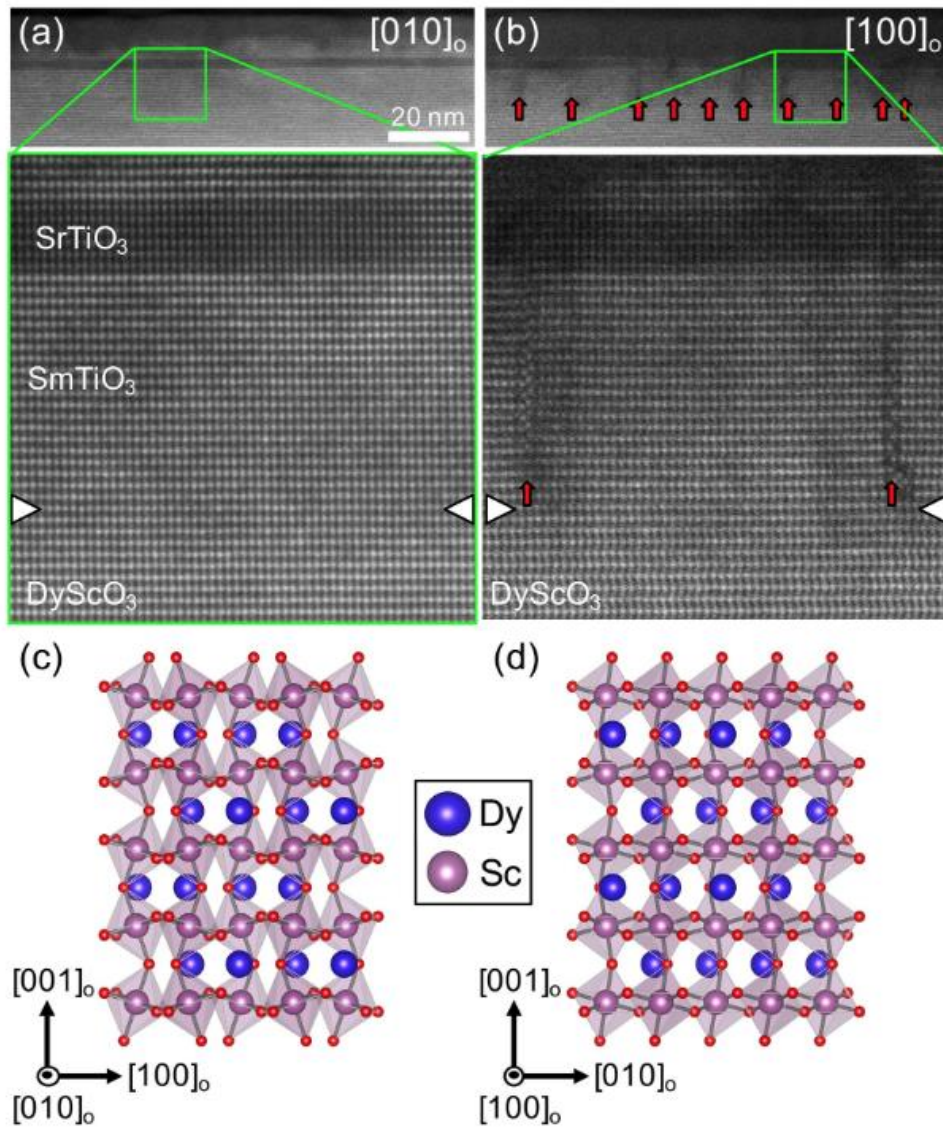 (a) [010]ₒ
(b) [100]ₒ
20 nm
SrTiO₃
SmTiO₃
DyScO₃
DyScO₃
(c)
(d)
Dy
Sc
[001]ₒ
[100]ₒ
[010]ₒ
[001]ₒ
[010]ₒ
[100]ₒ